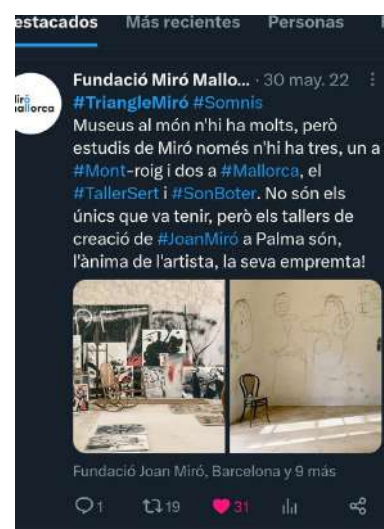 estacados Más recientes Personas
Fundació Miró Mallo... · 30 may. 22
#TriangleMiró #Somnis
Museus al món n'hi ha molts, però
estudis de Miró només n'hi ha tres, un a
#Mont-roig i dos a #Mallorca, el
#TallerSert i #SonBoter. No són els
únics que va tenir, però els tallers de
creació de #JoanMiró a Palma són,
l'ànima de l'artista, la seva empremta!
Fundació Joan Miró, Barcelona y 9 más
1 19 31